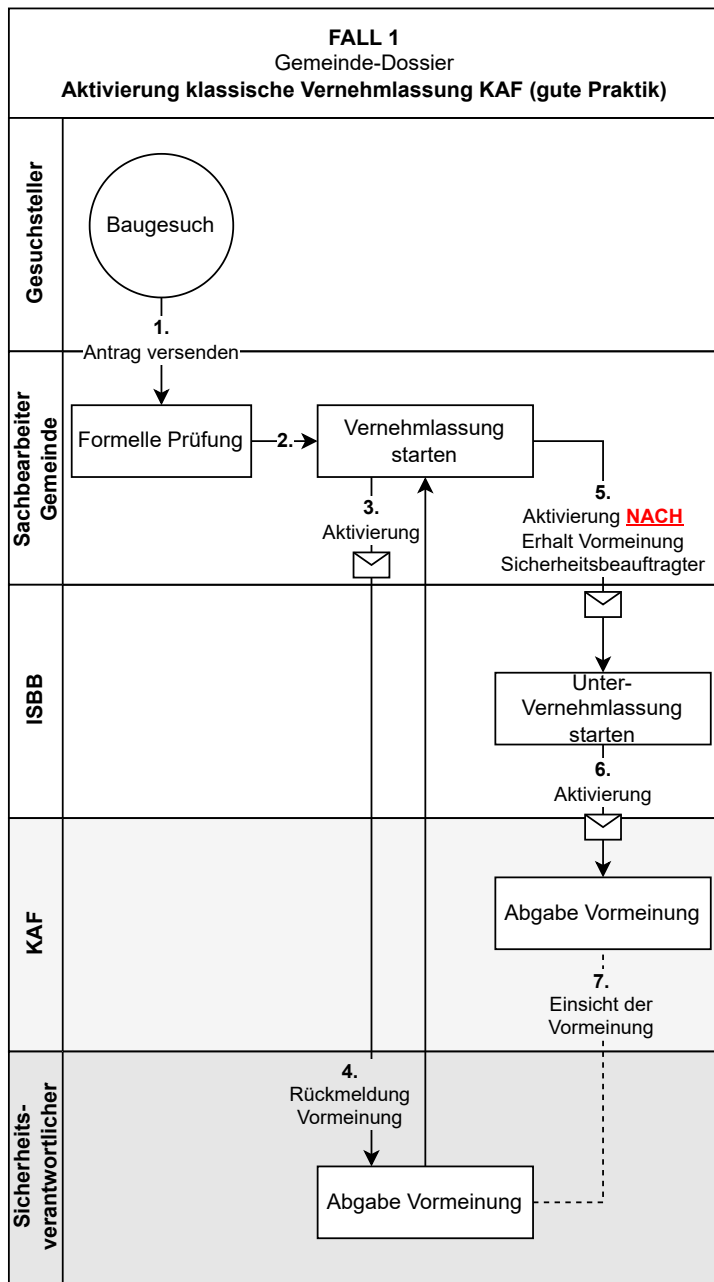 FALL 1
Gemeinde-Dossier
Aktivierung klassische Vernehmlassung KAF (gute Praktik)
Gesuchsteller
Baugesuch
1.
Antrag versenden
Sachbearbeiter
Gemeinde
Formelle Prüfung
2.
Vernehmlassung
starten
3.
Aktivierung
5.
Aktivierung NACH
Erhalt Vormeinung
Sicherheitsbeauftragter
ISBB
Unter-
Vernehmlassung
starten
6.
Aktivierung
KAF
Abgabe Vormeinung
7.
Einsicht der
Vormeinung
Sicherheits-
verantwortlicher
4.
Rückmeldung
Vormeinung
Abgabe Vormeinung